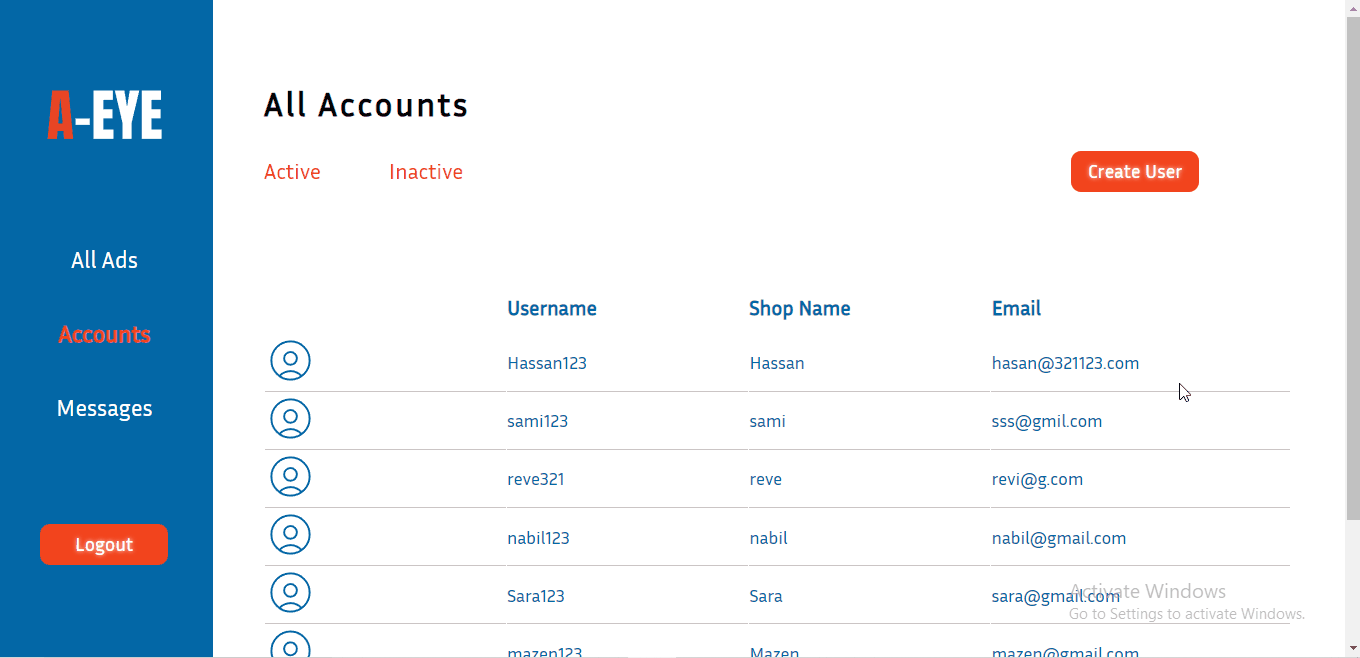 A-EYE
All Ads
Accounts
Messages
Logout
All Accounts
Active Inactive Create User
Username Shop Name Email
Hassan123 Hassan hasan@321123.com
sami123 sami sss@gmil.com
reve321 reve revi@g.com
nabil123 nabil nabil@gmail.com
Sara123 Sara sara@gmail.com
mazen123 Mazen mazen@gmail.com
Activate Windows
Go to Settings to activate Windows.